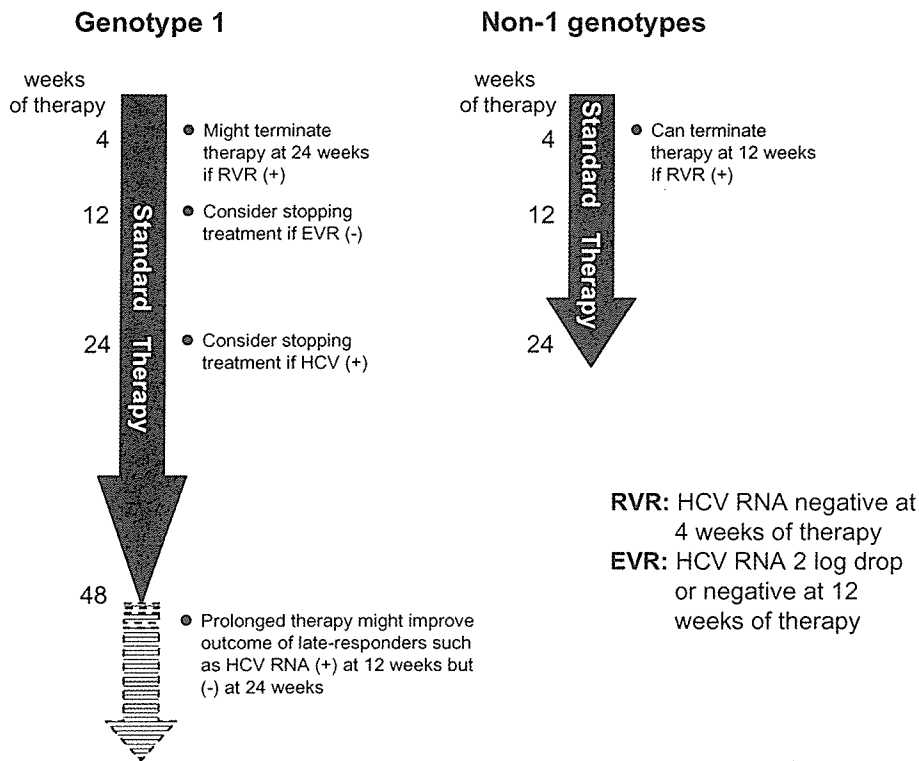 Genotype 1
weeks
of therapy
4
Might terminate
therapy at 24 weeks
if RVR (+)
12
Consider stopping
treatment if EVR (-)
Standard Therapy
24
Consider stopping
treatment if HCV (+)
48
Prolonged therapy might improve
outcome of late-responders such
as HCV RNA (+) at 12 weeks but
(-) at 24 weeks
Non-1 genotypes
weeks
of therapy
4
Can terminate
therapy at 12 weeks
If RVR (+)
12
Standard Therapy
24
RVR: HCV RNA negative at
4 weeks of therapy
EVR: HCV RNA 2 log drop
or negative at 12
weeks of therapy